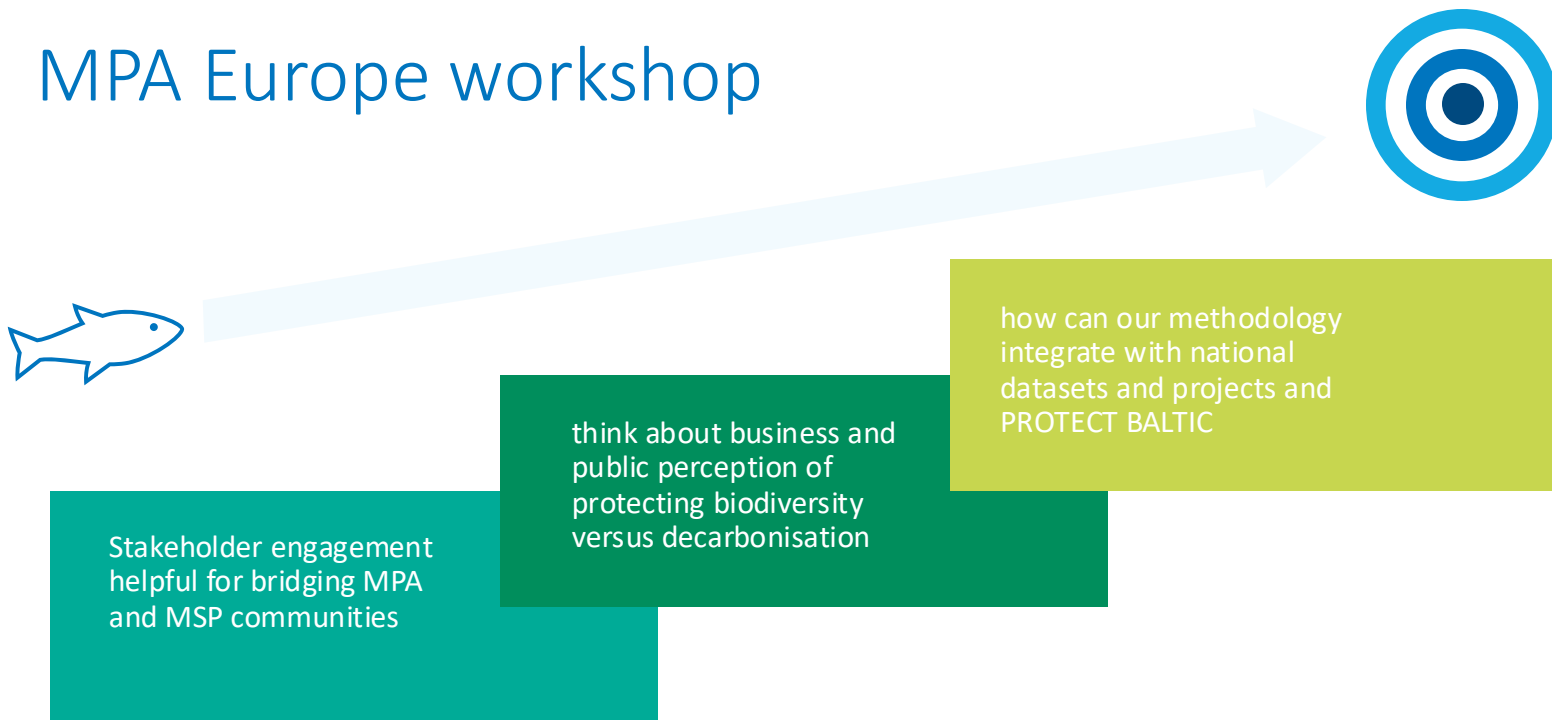 MPA Europe workshop
Stakeholder engagement
helpful for bridging MPA
and MSP communities
think about business and
public perception of
protecting biodiversity
versus decarbonisation
how can our methodology
integrate with national
datasets and projects and
PROTECT BALTIC